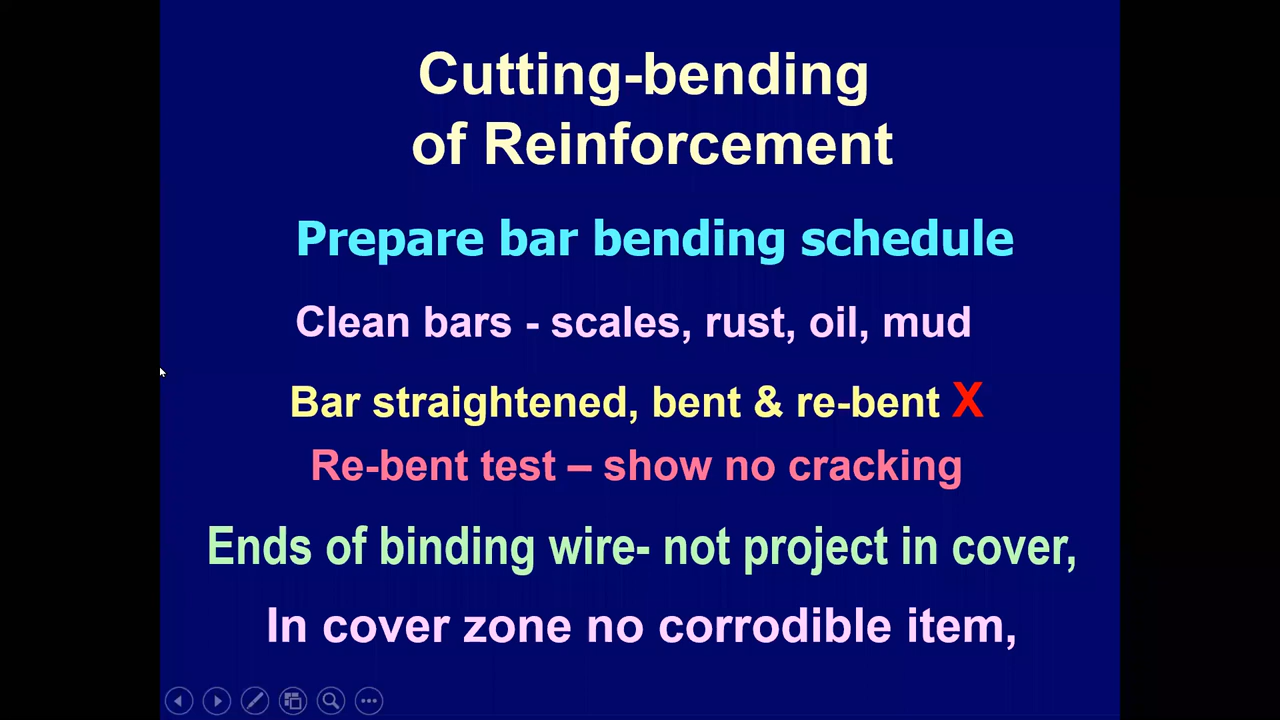 Cutting-bending
of Reinforcement
Prepare bar bending schedule
Clean bars - scales, rust, oil, mud
Bar straightened, bent & re-bent X
Re-bent test – show no cracking
Ends of binding wire- not project in cover,
In cover zone no corrodible item,